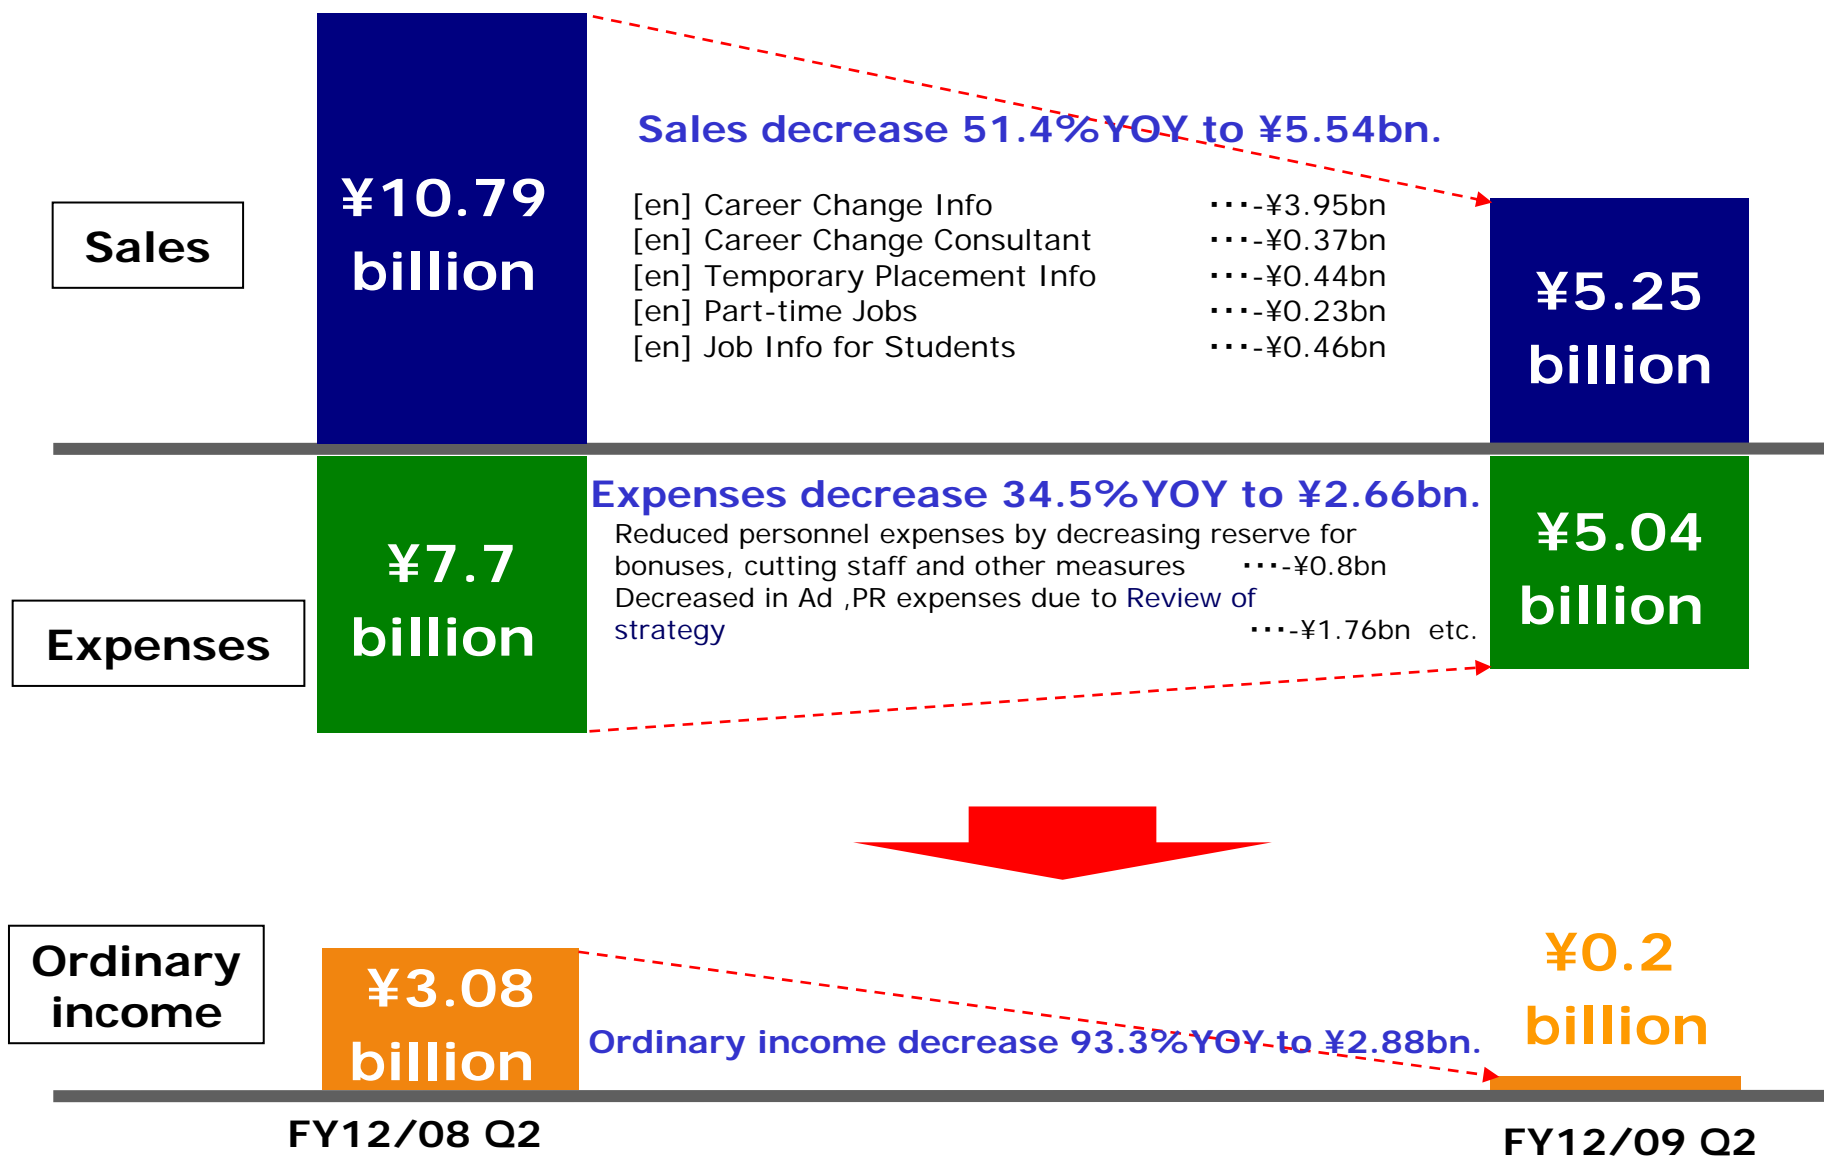 Sales
¥10.79
billion
Sales decrease 51.4%YOY to ¥5.54bn.
[en] Career Change Info ・・・-¥3.95bn
[en] Career Change Consultant ・・・-¥0.37bn
[en] Temporary Placement Info ・・・-¥0.44bn
[en] Part-time Jobs ・・・-¥0.23bn
[en] Job Info for Students ・・・-¥0.46bn
¥5.25
billion
Expenses
¥7.7
billion
Expenses decrease 34.5%YOY to ¥2.66bn.
Reduced personnel expenses by decreasing reserve for
bonuses, cutting staff and other measures ・・・-¥0.8bn
Decreased in Ad ,PR expenses due to Review of
strategy ・・・-¥1.76bn etc.
¥5.04
billion
Ordinary
income
¥3.08
billion
Ordinary income decrease 93.3%YOY to ¥2.88bn.
¥0.2
billion
FY12/08 Q2
FY12/09 Q2